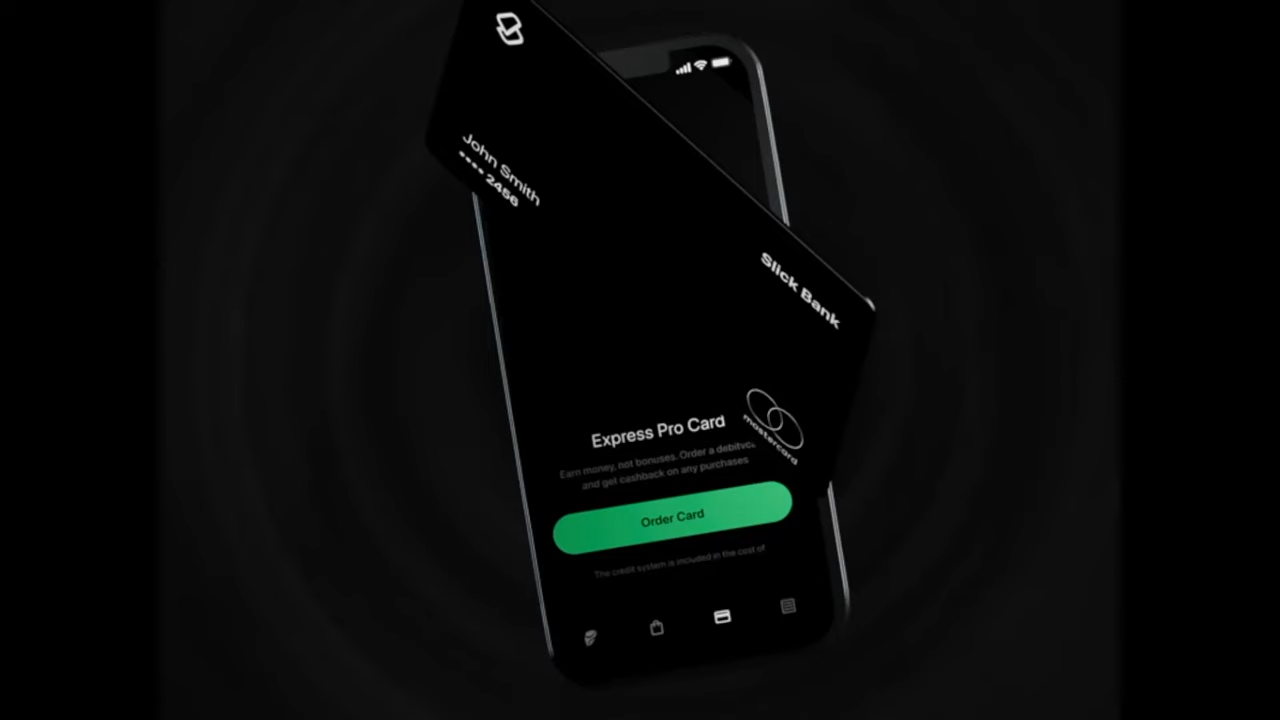 John Smith
•••• 2456
Slick Bank
mastercard
Express Pro Card
Earn money, not bonuses. Order a
and get cashback on any purchases
Order Card
The credit system is included in the cost of